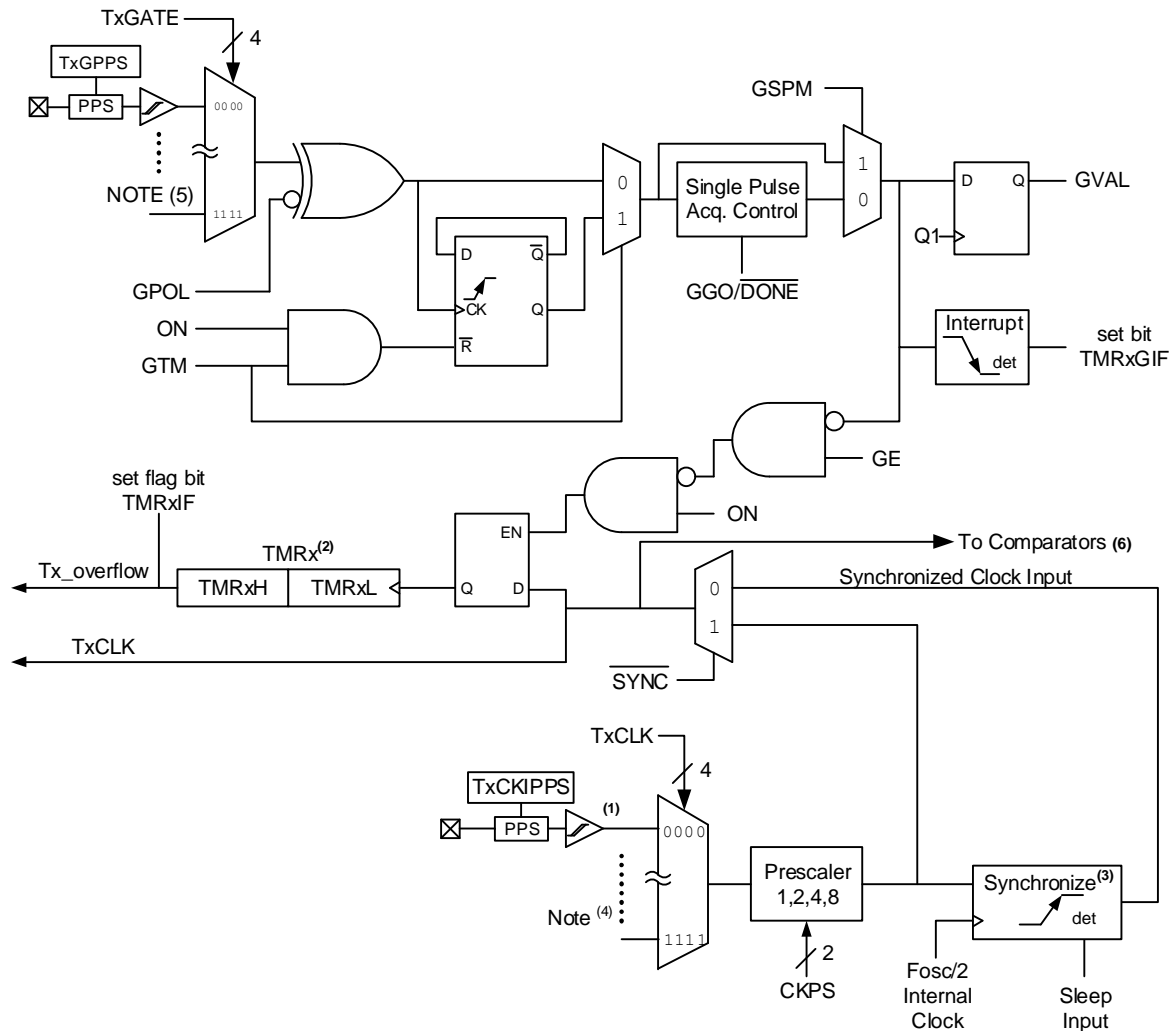 TxGATE
4
TxGPPS
PPS
0000
NOTE (5)
1111
GPOL
ON
GTM
D
Q
CK
Q
R
0
1
Single Pulse
Acq. Control
GGO/DONE
GSPM
1
0
D
Q
Q1
GVAL
Interrupt
det
set bit
TMRxGIF
GE
ON
set flag bit
TMRxIF
TMRx(2)
Tx_overflow
TMRxH
TMRxL
EN
Q
D
To Comparators (6)
Synchronized Clock Input
0
1
TxCLK
SYNC
TxCLK
4
TxCKIPPS
PPS
(1)
0000
Note (4)
1111
Prescaler
1,2,4,8
2
CKPS
Synchronize(3)
det
Fosc/2
Internal
Clock
Sleep
Input